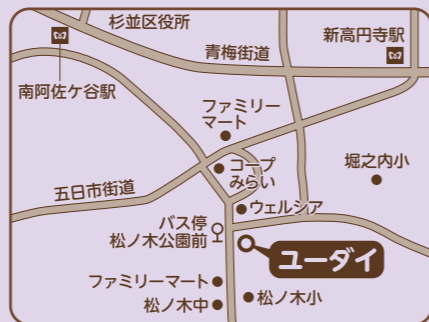 杉並区役所
新高円寺駅
青梅街道
南阿佐ケ谷駅
ファミリー
マート
コープ
みらい
堀之内小
五日市街道
ウェルシア
バス停
松ノ木公園前
ユーダイ
ファミリーマート
松ノ木中
松ノ木小